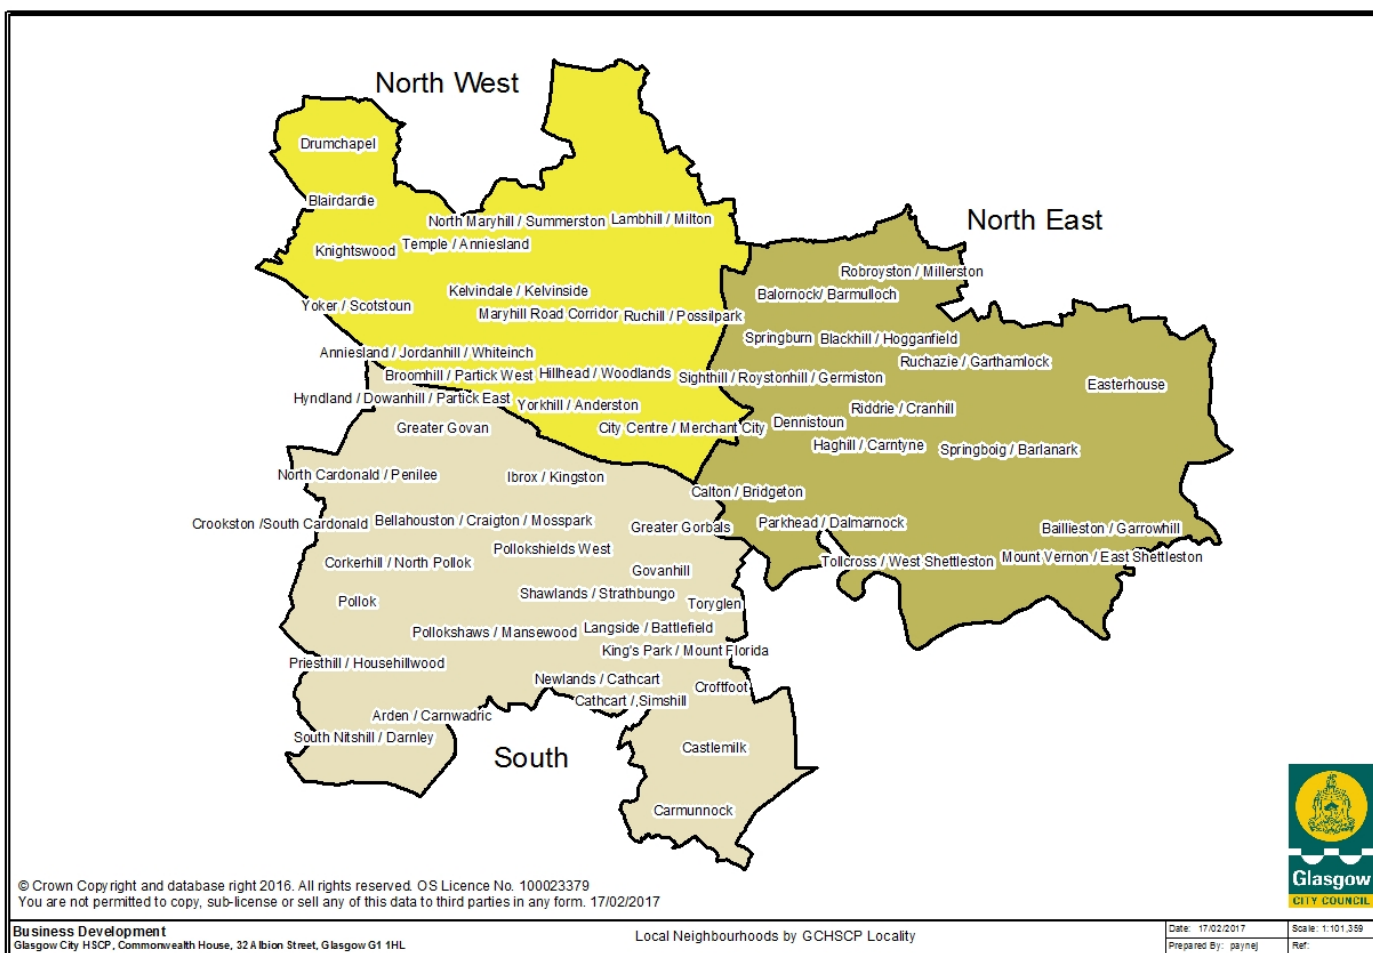 North West
Drumchapel
Blairdardie
North Maryhill / Summerston
Lambhill / Milton
North East
Knightswood
Temple / Anniesland
Robroyston / Millerston
Kelvindale / Kelvinside
Balornock/ Barmulloch
Yoker / Scotstoun
Maryhill Road Corridor
Ruchill / Possilpark
Springburn
Blackhill / Hogganfield
Anniesland / Jordanhill / Whiteinch
Ruchazie / Garthamlock
Broomhill / Partick West
Hillhead / Woodlands
Sighthill / Roystonhill / Germiston
Easterhouse
Hyndland / Dowanhill / Partick East
Yorkhill / Anderston
Riddrie / Cranhill
Greater Govan
City Centre / Merchant City
Dennistoun
Haghill / Carntyne
Springboig / Barlanark
North Cardonald / Penilee
Ibrox / Kingston
Calton / Bridgeton
Crookston /South Cardonald
Bellahouston / Craigton / Mosspark
Greater Gorbals
Parkhead / Dalmarnock
Baillieston / Garrowhill
Pollokshields West
Corkerhill / North Pollok
Govanhill
Tollcross / West Shettleston
Mount Vernon / East Shettleston
Pollok
Shawlands / Strathbungo
Toryglen
Pollokshaws / Mansewood
Langside / Battlefield
King's Park / Mount Florida
Priesthill / Househillwood
Newlands / Cathcart
Croftfoot
Cathcart / ,Simshill
Arden / Carnwadric
South Nitshill / Darnley
South
Castlemilk
Carmunnock
Glasgow
CITY COUNCIL
© Crown Copyright and database right 2016. All rights reserved. OS Licence No. 100023379
You are not permitted to copy, sub-license or sell any of this data to third parties in any form. 17/02/2017
Business Development
Glasgow City HSCP, Commonwealth House, 32 Albion Street, Glasgow G1 1HL
Local Neighbourhoods by GCHSCP Locality
Date: 17/02/2017
Scale: 1:101,359
Prepared By: paynej
Ref: